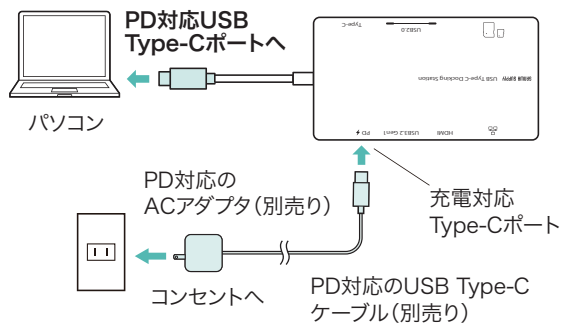 PD対応USB
Type-Cポートへ
パソコン
Type-C
USB2.0
SANWA SUPPLY USB Type-C Docking Station
PD
USB3.2 Gen1
HDMI
PD対応の
ACアダプタ(別売り)
充電対応
Type-Cポート
コンセントへ
PD対応のUSB Type-C
ケーブル(別売り)